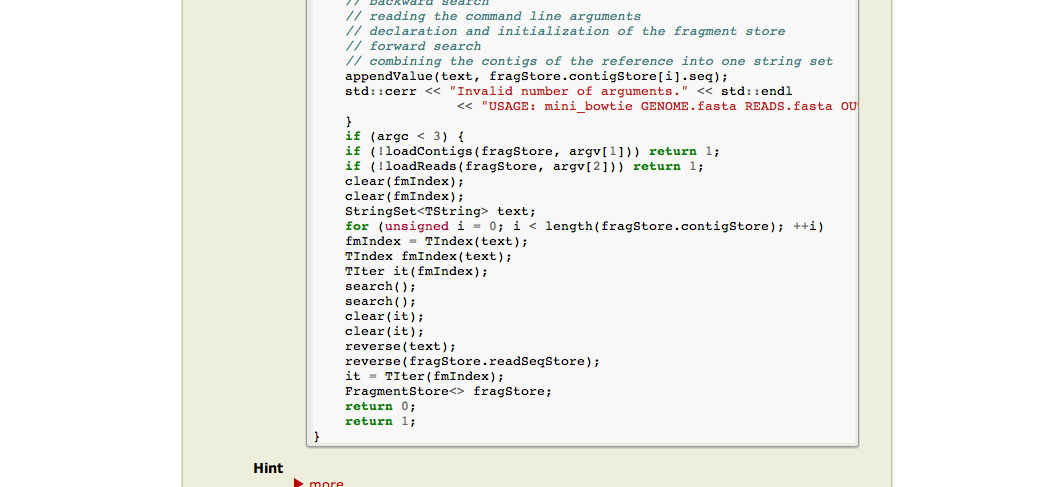 // backward search
// reading the command line arguments
// declaration and initialization of the fragment store
// forward search
// combining the contigs of the reference into one string set
appendValue(text, fragStore.contigStore[i].seq);
std::cerr << "Invalid number of arguments." << std::endl
<< "USAGE: mini_bowtie GENOME.fasta READS.fasta OU
}
if (argc < 3) {
if (!loadContigs(fragStore, argv[1])) return 1;
if (!loadReads(fragStore, argv[2])) return 1;
clear(fmIndex);
clear(fmIndex);
StringSet<TString> text;
for (unsigned i = 0; i < length(fragStore.contigStore); ++i)
fmIndex = TIndex(text);
TIndex fmIndex(text);
TIter it(fmIndex);
search();
search();
clear(it);
clear(it);
reverse(text);
reverse(fragStore.readSeqStore);
it = TIter(fmIndex);
FragmentStore<> fragStore;
return 0;
return 1;
}
Hint
more